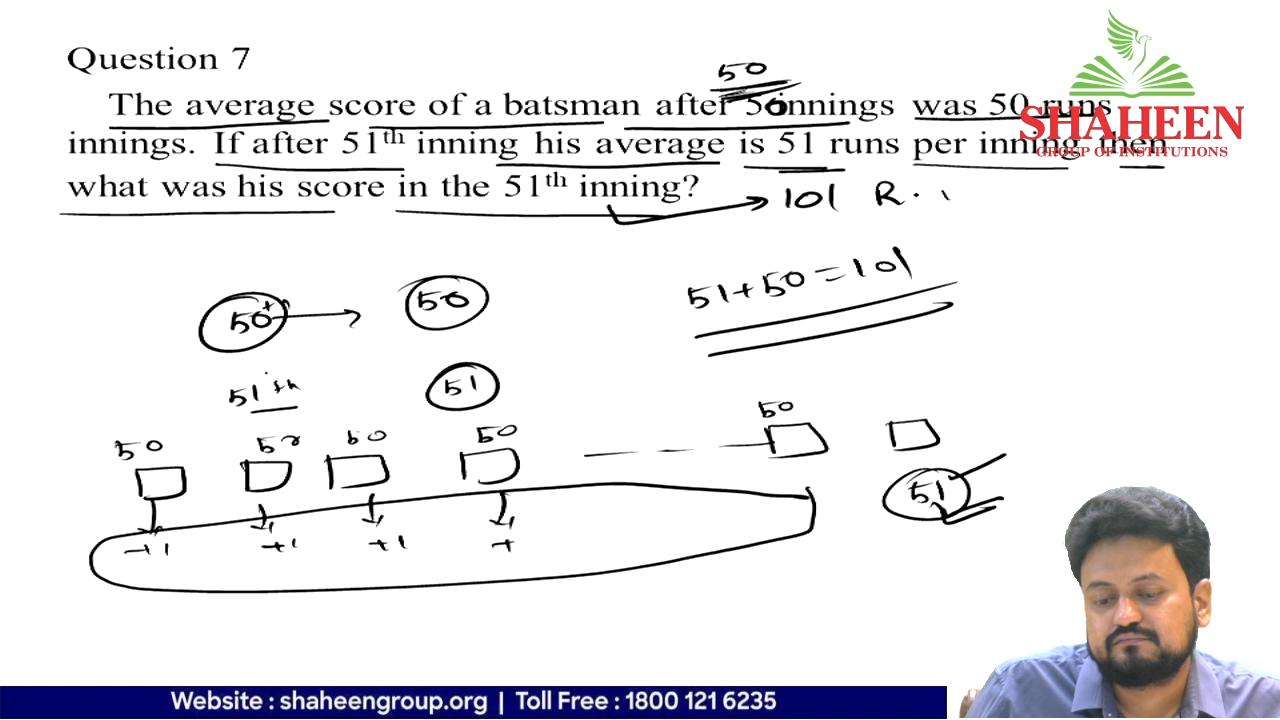 Question 7
50
The average score of a batsman after 50 innings was 50 runs
innings. If after 51th inning his average is 51 runs per inning then
what was his score in the 51th inning?
101 R.
51+50=101
50 50
51th 51
50 50 50 50 50
51
+1 +1 +1 +
SHAHEEN
GROUP OF INSTITUTIONS
Website : shaheengroup.org | Toll Free : 1800 121 6235